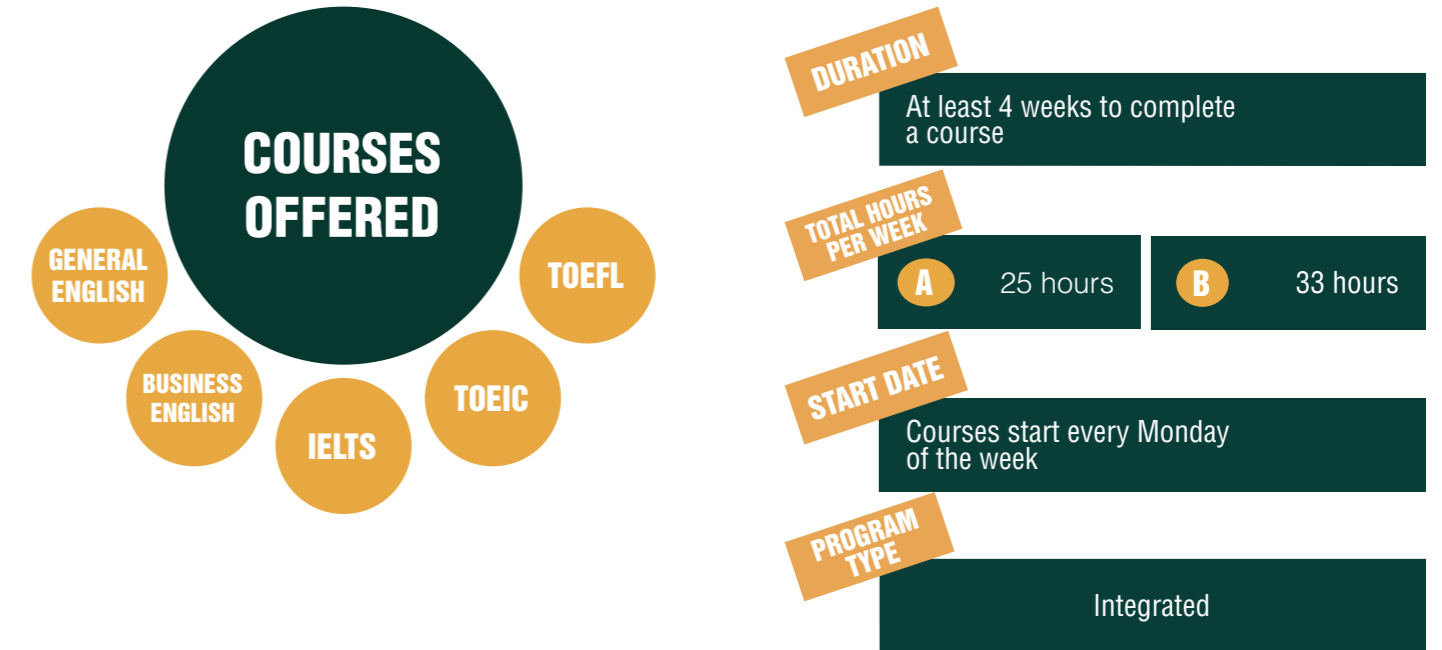 COURSES
OFFERED
GENERAL
ENGLISH
BUSINESS
ENGLISH
IELTS
TOEIC
TOEFL
DURATION
At least 4 weeks to complete
a course
TOTAL HOURS
PER WEEK
A 25 hours
B 33 hours
START DATE
Courses start every Monday
of the week
PROGRAM
TYPE
Integrated